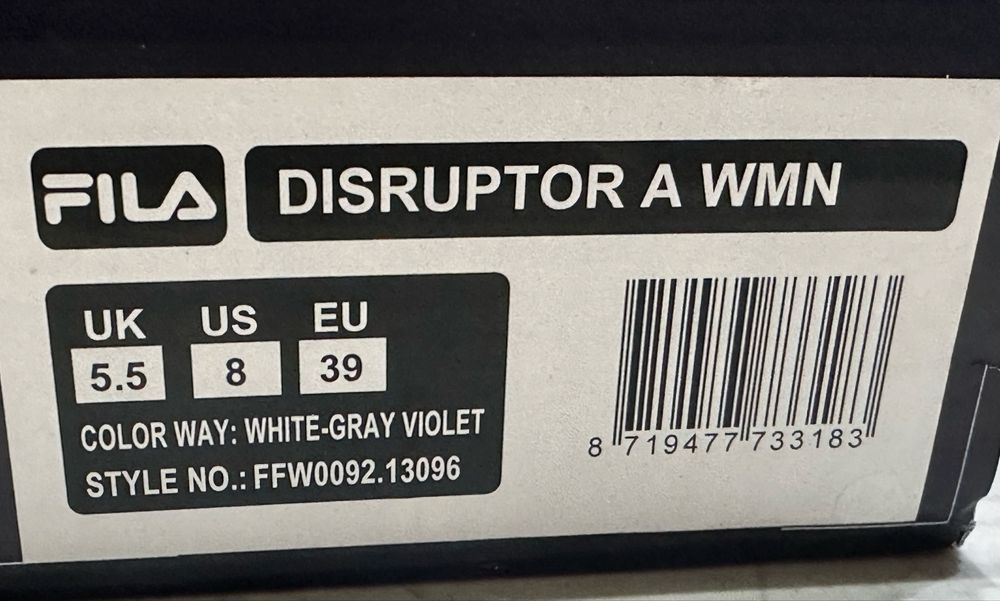 FILA DISRUPTOR A WMN
UK US EU
5.5 8 39
COLOR WAY: WHITE-GRAY VIOLET
STYLE NO.: FFW0092.13096
8 719477 733183